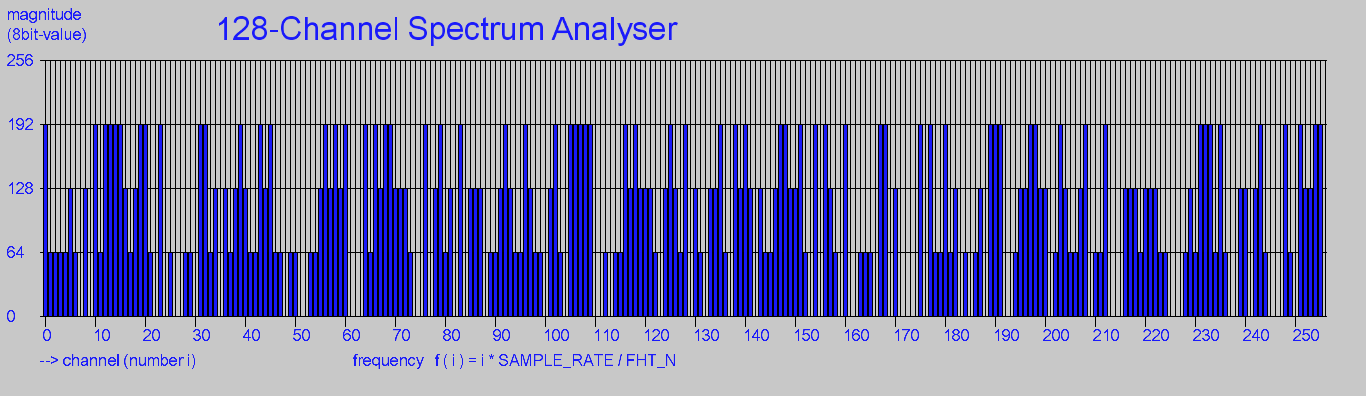 magnitude
(8bit-value)
128-Channel Spectrum Analyser
256
192
128
64
0
0 10 20 30 40 50 60 70 80 90 100 110 120 130 140 150 160 170 180 190 200 210 220 230 240 250
--> channel (number i) frequency f ( i ) = i * SAMPLE_RATE / FHT_N